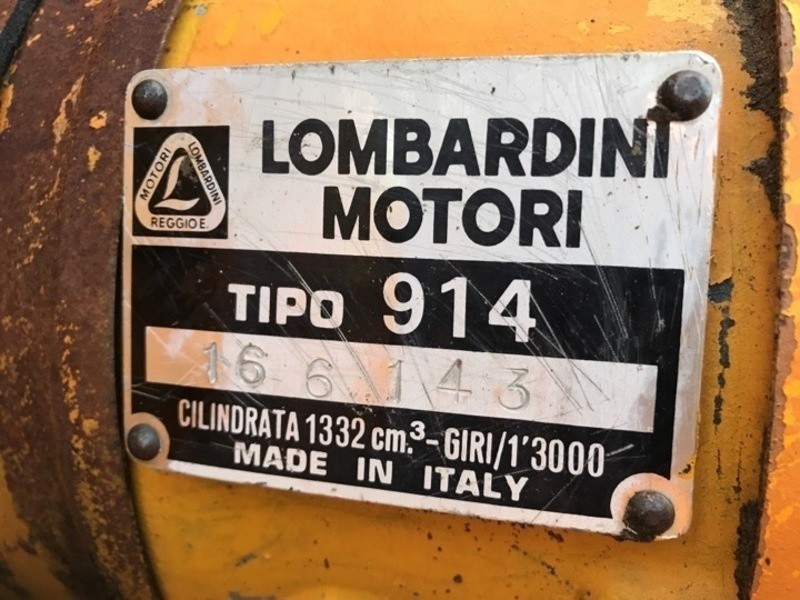 LOMBARDINI
MOTORI
MOTORI LOMBARDINI
L
REGGIO E.
TIPO 914
166143
CILINDRATA 1332 cm.³-GIRI/1'3000
MADE IN ITALY